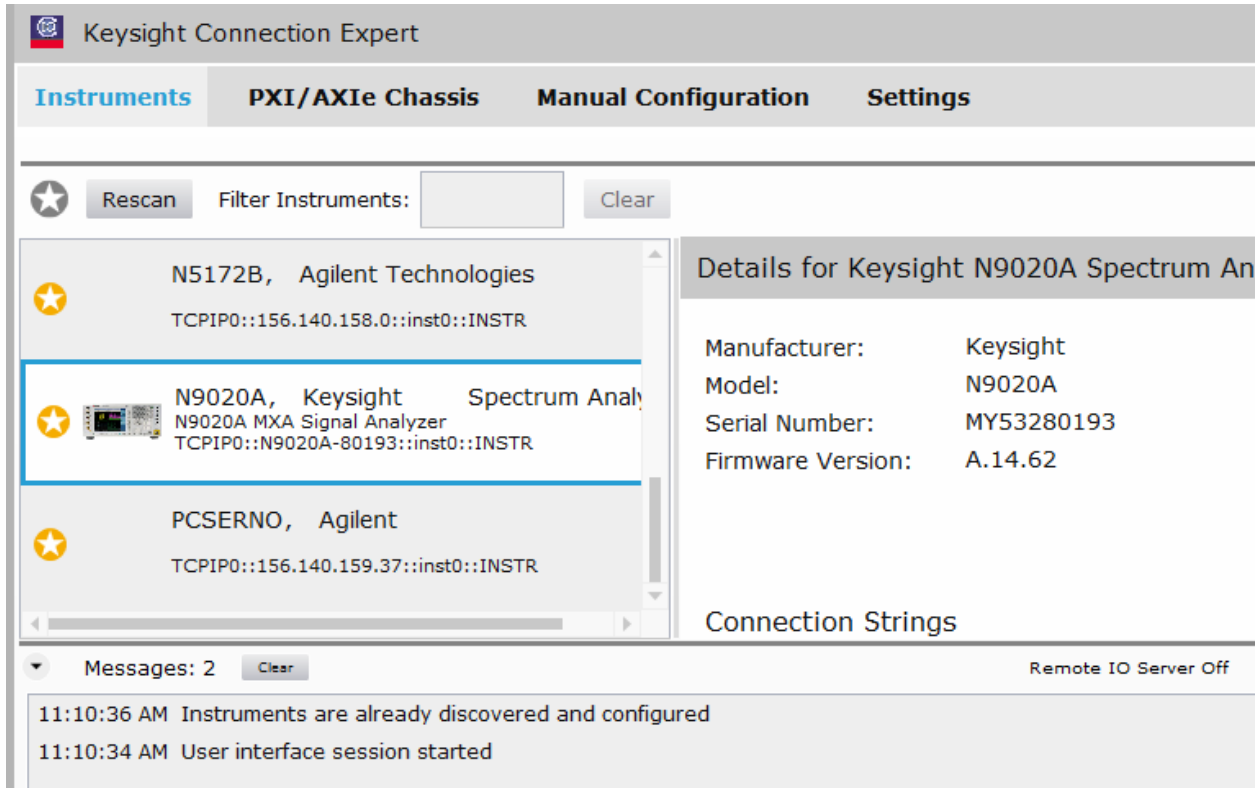 Keysight Connection Expert
Instruments PXI/AXIe Chassis Manual Configuration Settings
Rescan Filter Instruments: Clear
N5172B, Agilent Technologies
TCPIP0::156.140.158.0::inst0::INSTR
N9020A, Keysight Spectrum Analy
N9020A MXA Signal Analyzer
TCPIP0::N9020A-80193::inst0::INSTR
PCSERNO, Agilent
TCPIP0::156.140.159.37::inst0::INSTR
Details for Keysight N9020A Spectrum An
Manufacturer: Keysight
Model: N9020A
Serial Number: MY53280193
Firmware Version: A.14.62
Connection Strings
Messages: 2 Clear Remote IO Server Off
11:10:36 AM Instruments are already discovered and configured
11:10:34 AM User interface session started